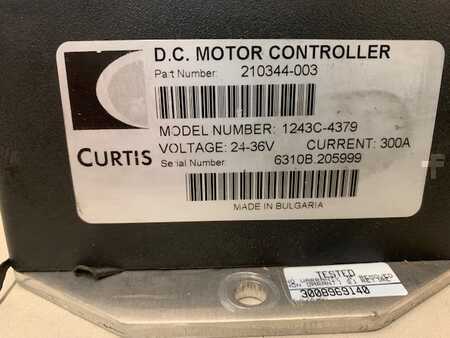 D.C. MOTOR CONTROLLER
Part Number: 210344-003
MODEL NUMBER: 1243C-4379
VOLTAGE: 24-36V CURRENT: 300A
CURTIS
Serial Number: 6310B.205999
MADE IN BULGARIA
TESTED
3008969140